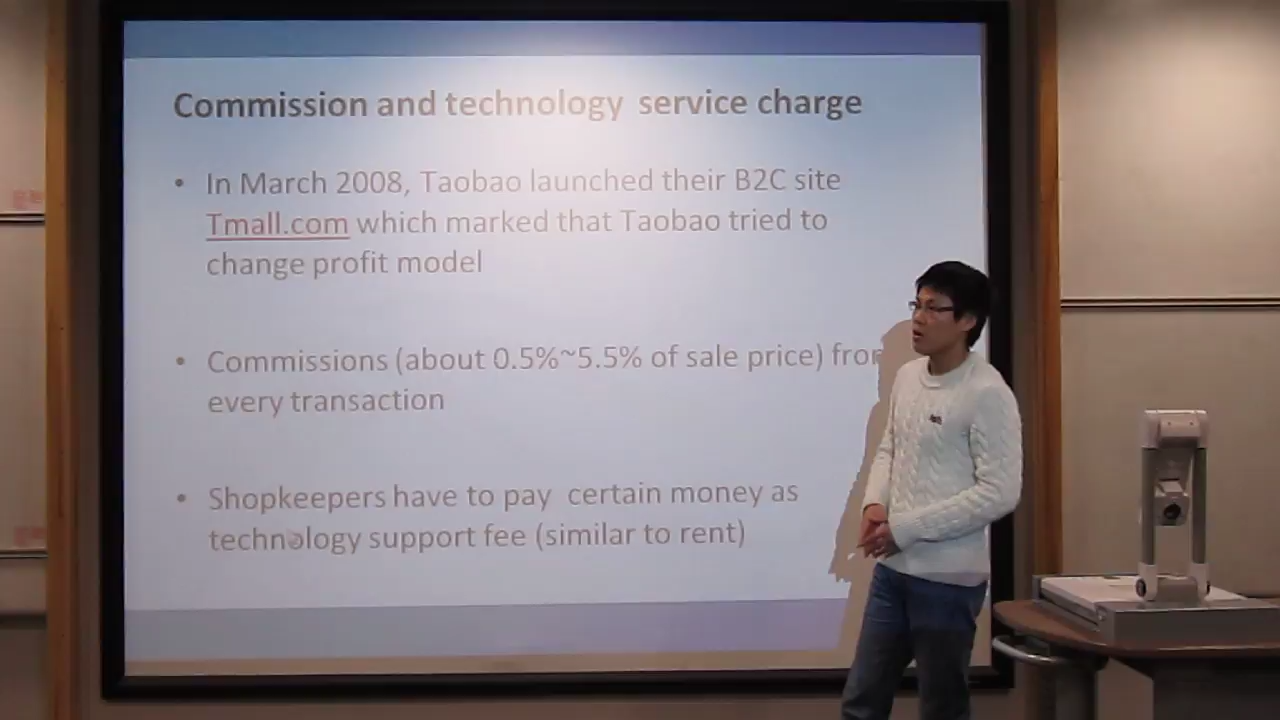 Commission and technology service charge
• In March 2008, Taobao launched their B2C site
Tmall.com which marked that Taobao tried to
change profit model
• Commissions (about 0.5%~5.5% of sale price) from
every transaction
• Shopkeepers have to pay certain money as
technology support fee (similar to rent)